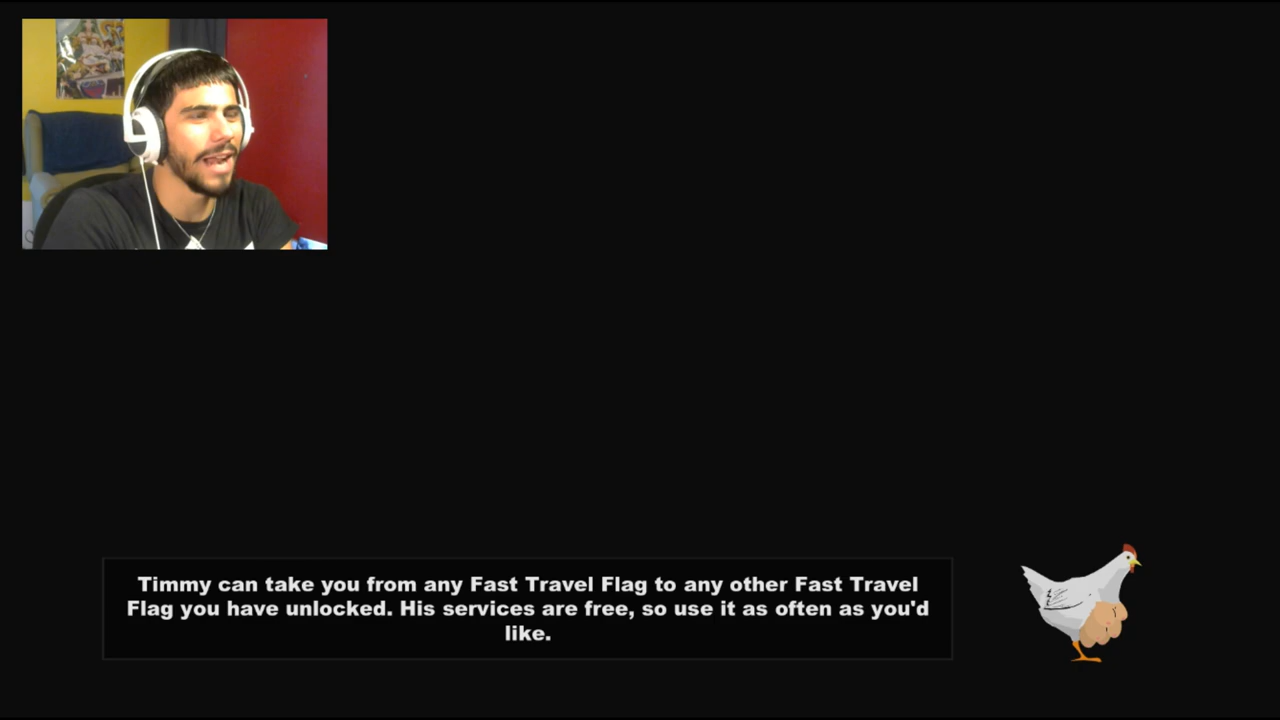 Timmy can take you from any Fast Travel Flag to any other Fast Travel
Flag you have unlocked. His services are free, so use it as often as you'd
like.